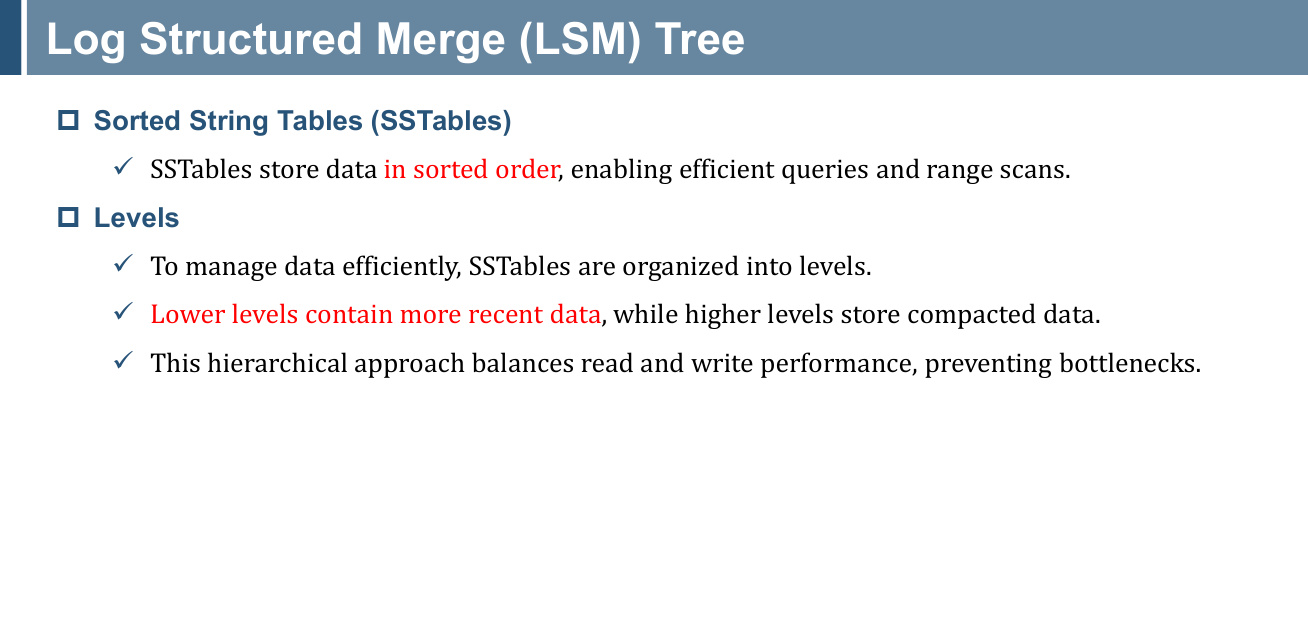 Log Structured Merge (LSM) Tree
Sorted String Tables (SSTables)
SSTables store data in sorted order, enabling efficient queries and range scans.
Levels
To manage data efficiently, SSTables are organized into levels.
Lower levels contain more recent data, while higher levels store compacted data.
This hierarchical approach balances read and write performance, preventing bottlenecks.